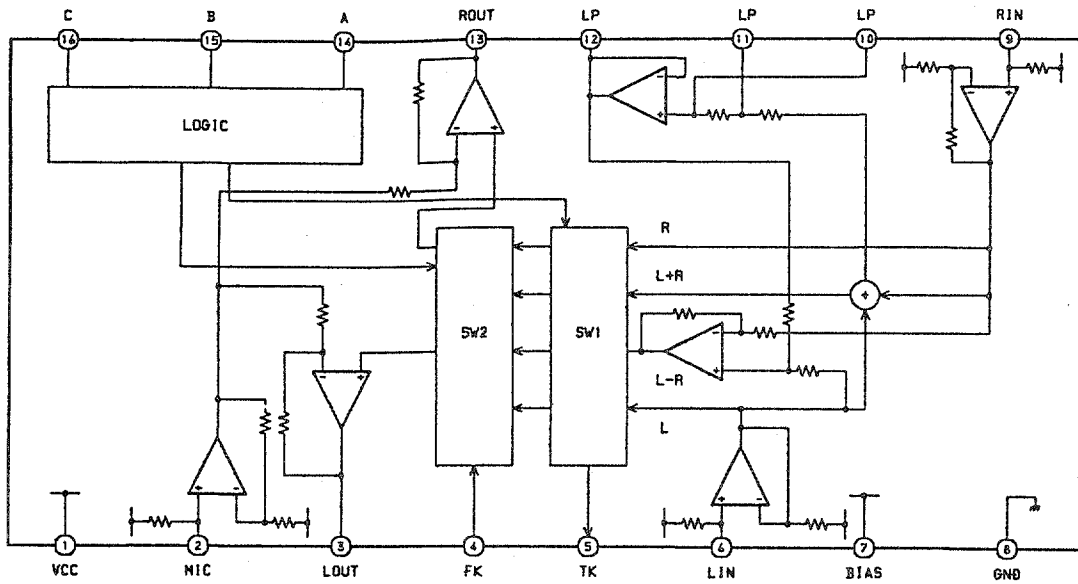 C B A ROUT LP LP LP RIN
16 15 14 13 12 11 10 9
- +
LOGIC
- +
- +
R
L+R
+
SW2 SW1
- +
- +
L-R
L
+ -
+ -
1 2 3 4 5 6 7 8
VCC MIC LOUT FK TK LIN BIAS GND